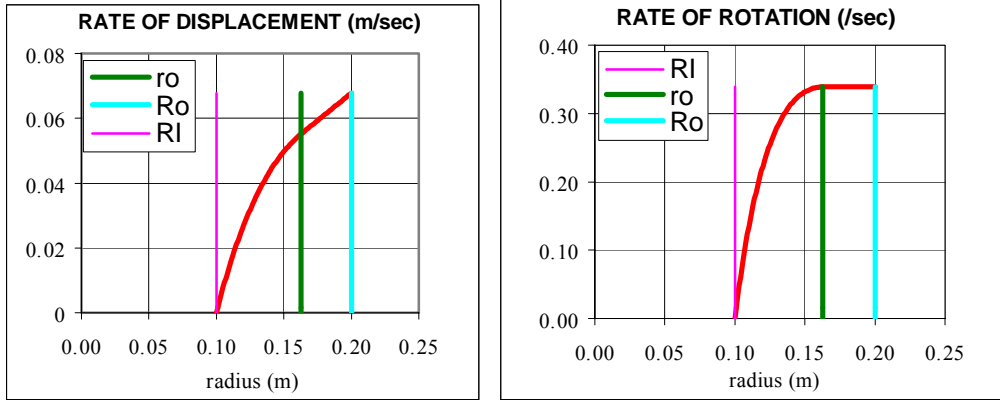 RATE OF DISPLACEMENT (m/sec)
0.08
0.06
0.04
0.02
0
ro
Ro
RI
0.00 0.05 0.10 0.15 0.20 0.25
radius (m)
RATE OF ROTATION (/sec)
0.40
0.30
0.20
0.10
0.00
RI
ro
Ro
0.00 0.05 0.10 0.15 0.20 0.25
radius (m)